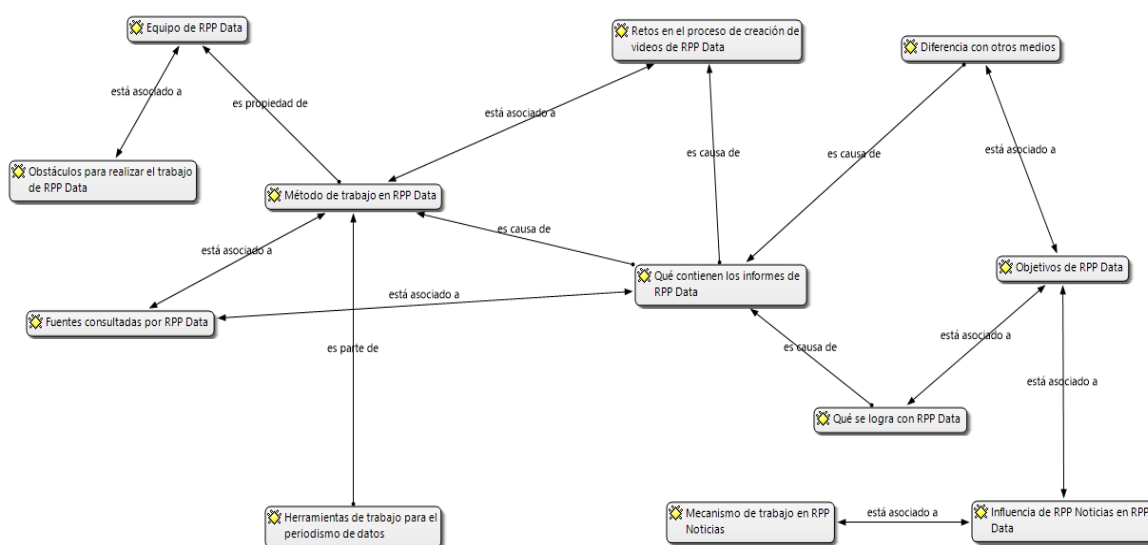 Equipo de RPP Data
Retos en el proceso de creación de
videos de RPP Data
Diferencia con otros medios
está asociado a
es propiedad de
está asociado a
es causa de
es causa de
está asociado a
Obstáculos para realizar el trabajo
de RPP Data
Método de trabajo en RPP Data
está asociado a
es causa de
Qué contienen los informes de
RPP Data
Objetivos de RPP Data
está asociado a
Fuentes consultadas por RPP Data
es parte de
es causa de
está asociado a
está asociado a
Qué se logra con RPP Data
Herramientas de trabajo para el
periodismo de datos
Mecanismo de trabajo en RPP
Noticias
está asociado a
Influencia de RPP Noticias en RPP
Data